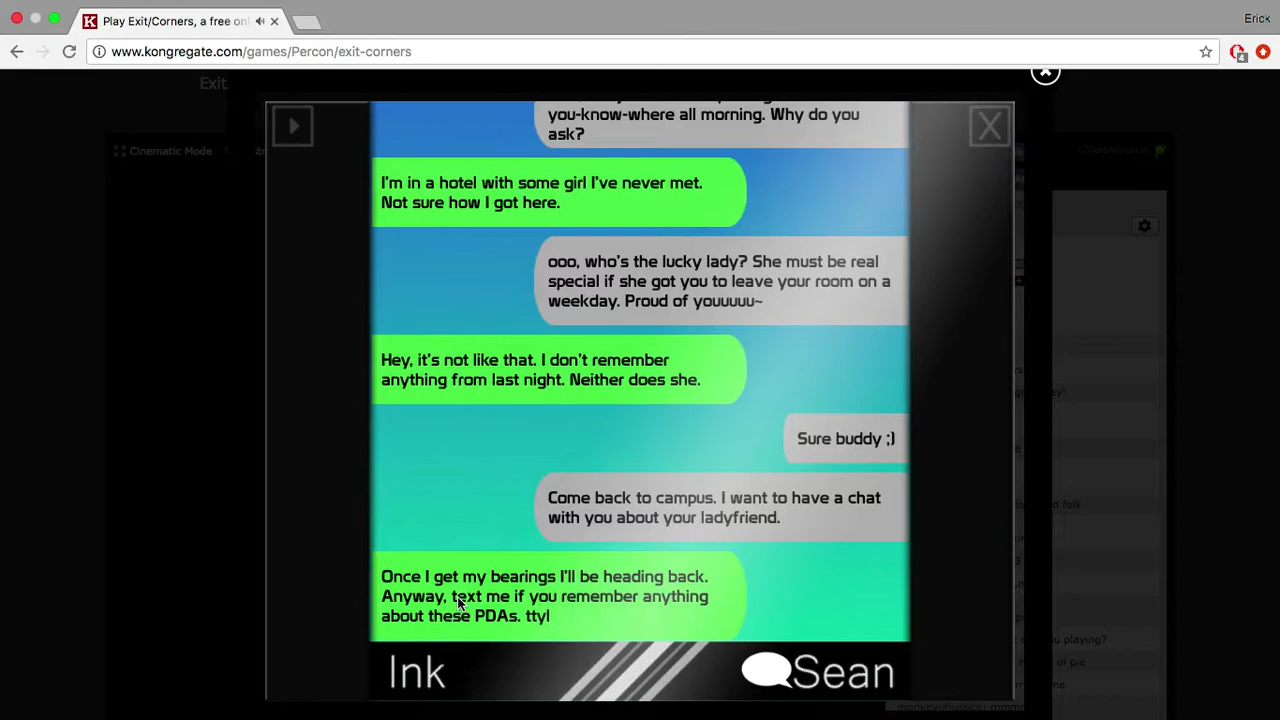 Play Exit/Corners, a free onl
Erick
www.kongregate.com/games/Percon/exit-corners
4
Exit
Cinematic Mode
you-know-where all morning. Why do you
ask?
X
I'm in a hotel with some girl I've never met.
Not sure how I got here.
ooo, who's the lucky lady? She must be real
special if she got you to leave your room on a
weekday. Proud of youuuuu~
Hey, it's not like that. I don't remember
anything from last night. Neither does she.
Sure buddy ;)
Come back to campus. I want to have a chat
with you about your ladyfriend.
Once I get my bearings I'll be heading back.
Anyway, text me if you remember anything
about these PDAs. ttyl
Ink
Sean